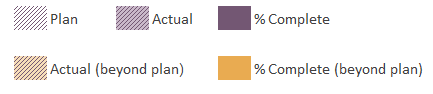 Plan Actual % Complete
Actual (beyond plan) % Complete (beyond plan)